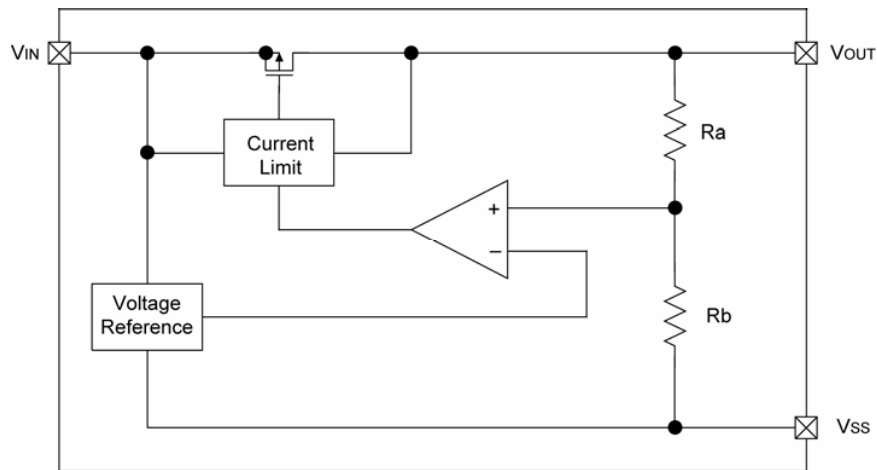 VIN
VOUT
Ra
Current
Limit
+
−
Voltage
Reference
Rb
VSS